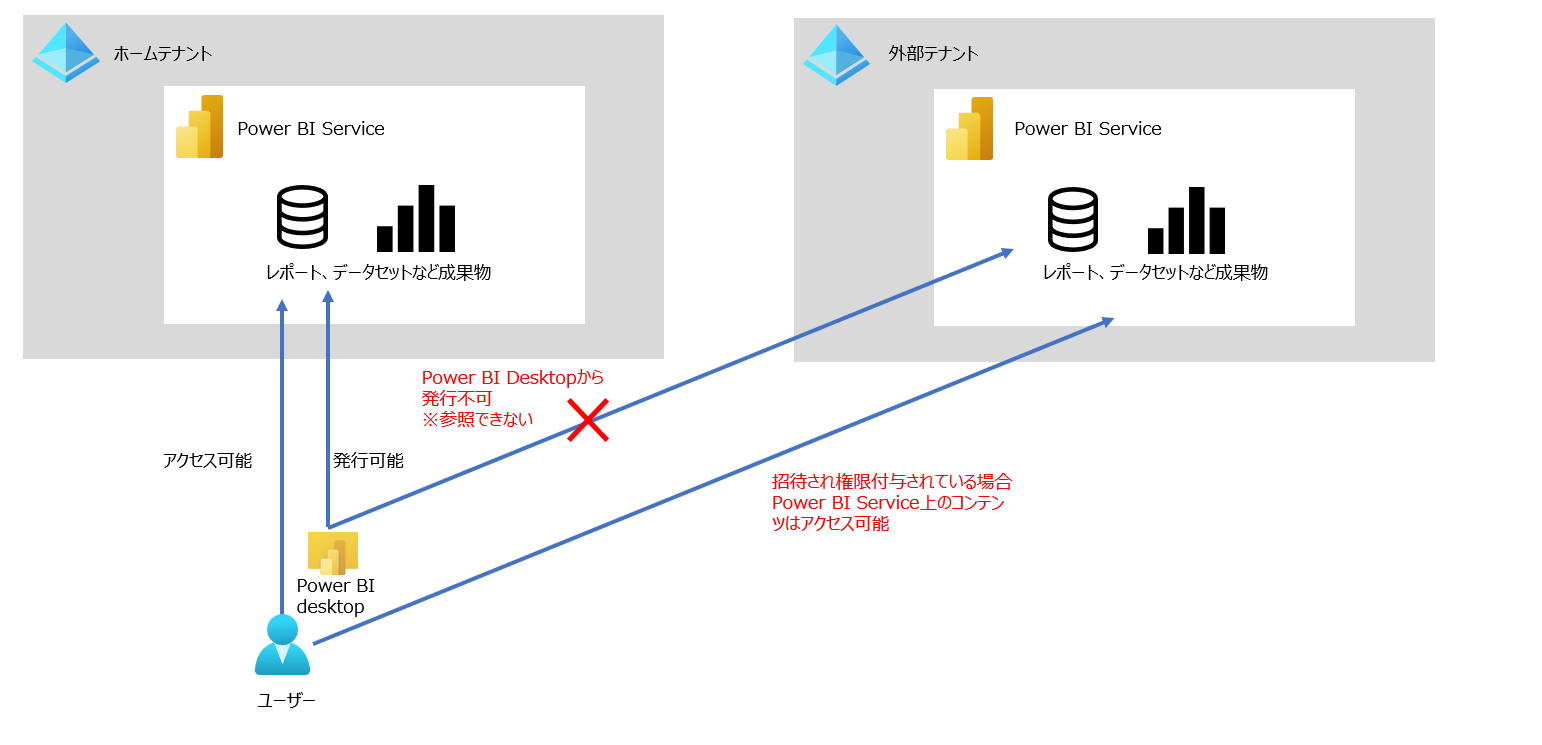 ホームテナント
Power BI Service
レポート、データセットなど成果物
外部テナント
Power BI Service
レポート、データセットなど成果物
Power BI Desktopから
発行不可
※参照できない
アクセス可能
発行可能
招待され権限付与されている場合
Power BI Service上のコンテン
ツはアクセス可能
Power BI
desktop
ユーザー